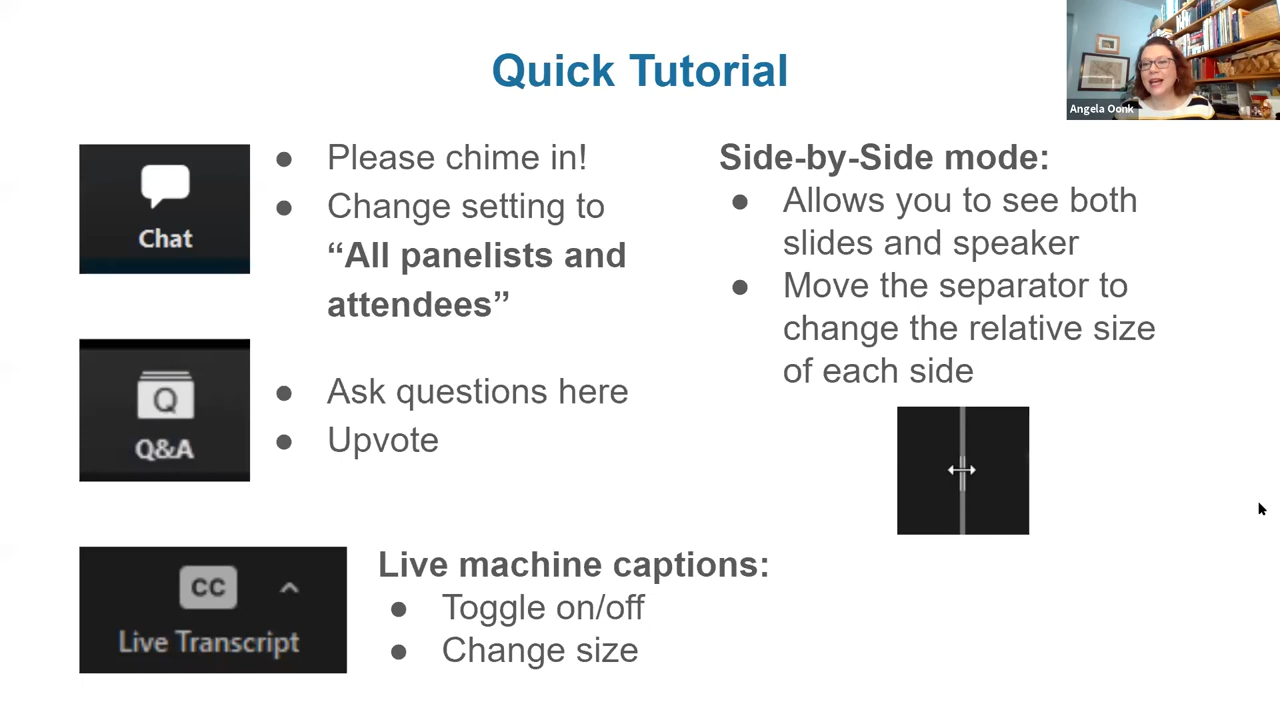 Quick Tutorial
Angela Oonk
Chat
● Please chime in!
● Change setting to
“All panelists and
attendees”
Q
Q&A
● Ask questions here
● Upvote
CC
Live Transcript
Live machine captions:
● Toggle on/off
● Change size
Side-by-Side mode:
● Allows you to see both
slides and speaker
● Move the separator to
change the relative size
of each side